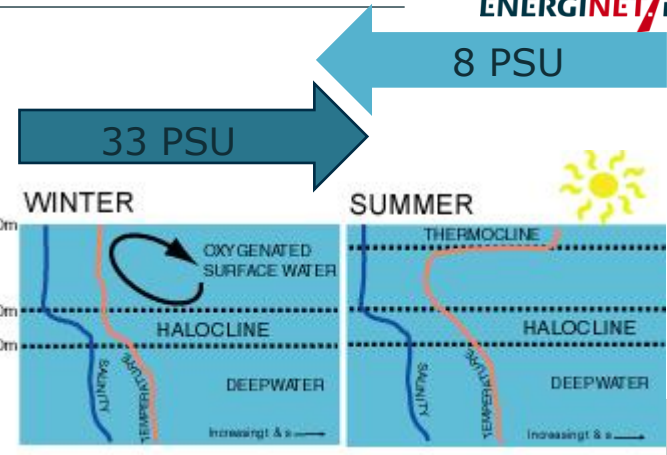 ENERGINET
8 PSU
33 PSU
WINTER
OXYGENATED
SURFACE WATER
HALOCLINE
SALINITY
TEMPERATURE
DEEPWATER
Increasingt & s
SUMMER
THERMOCLINE
HALOCLINE
SALINITY
TEMPERATURE
DEEPWATER
Increasingt & s